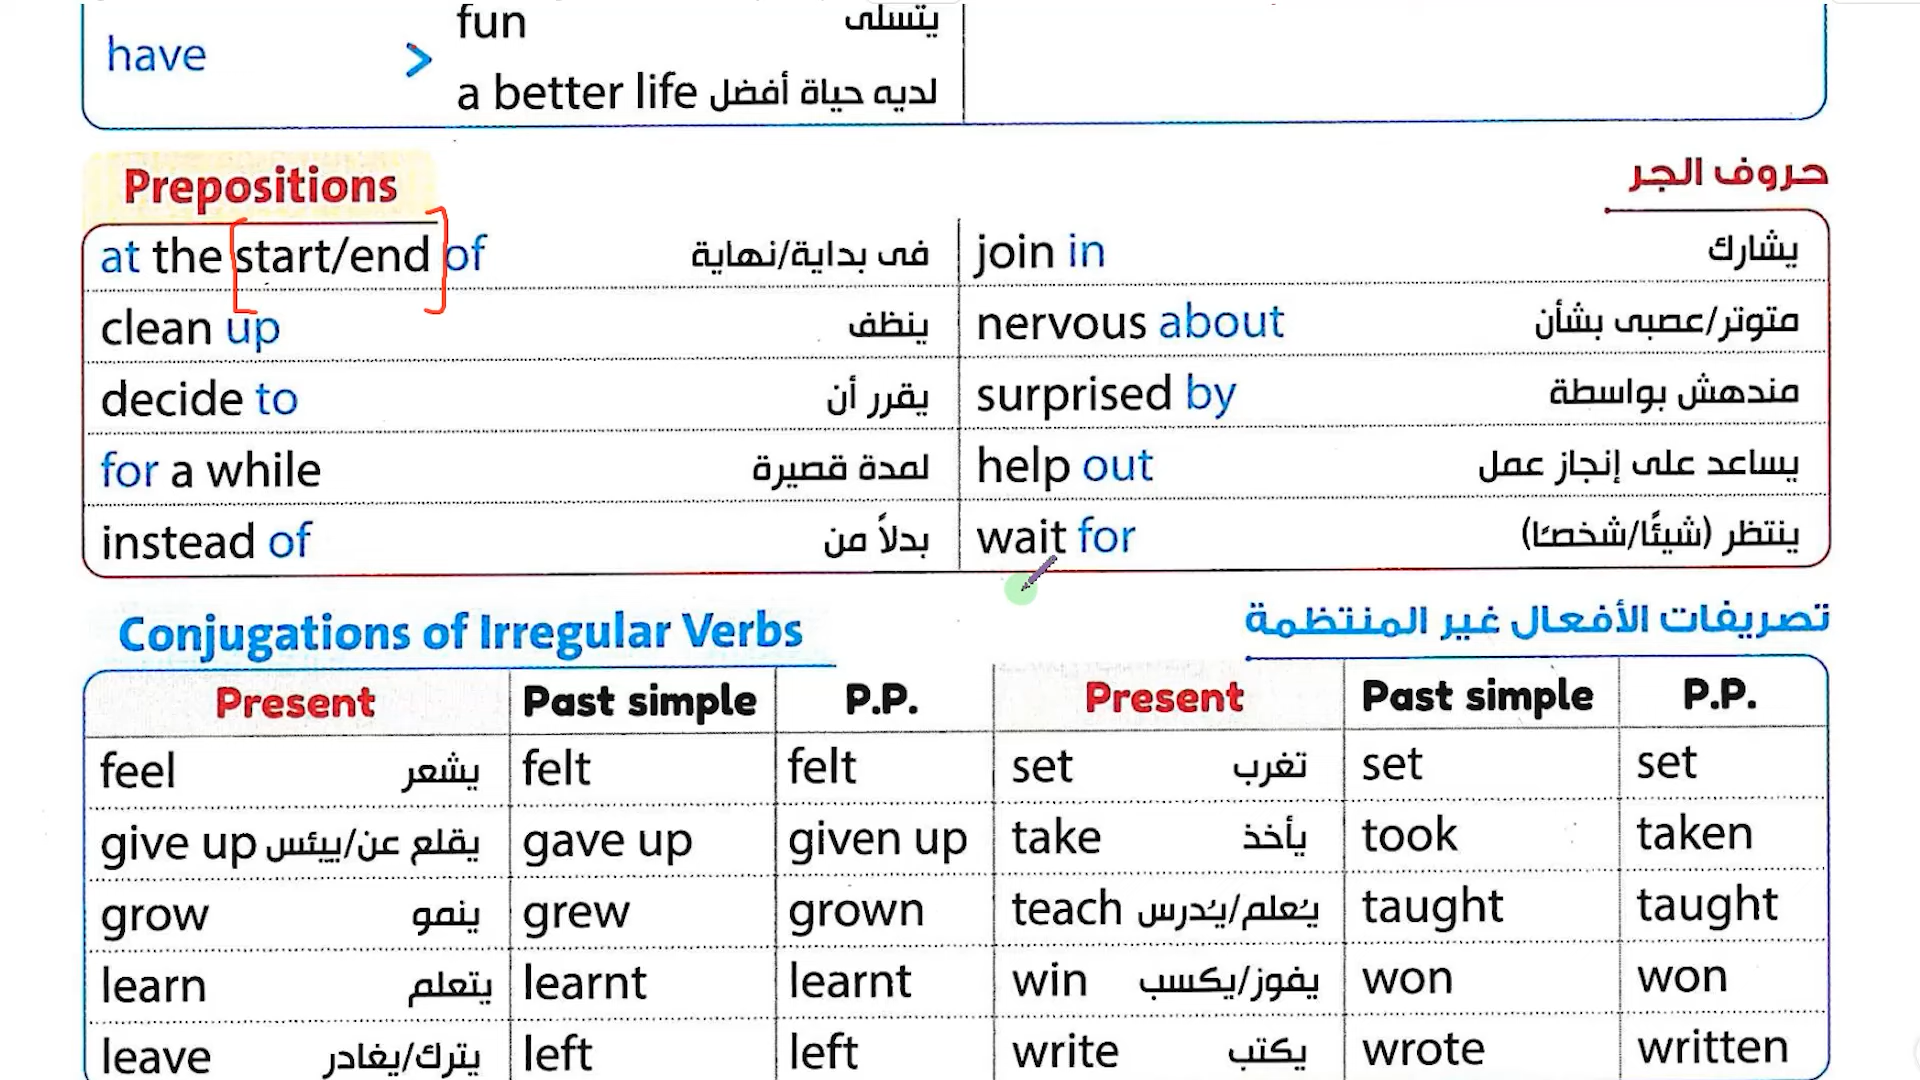 fun يتسلى
have >
a better life لديه حياة أفضل
Prepositions حروف الجر
at the start/end of فى بداية/نهاية join in يشارك
clean up ينظف nervous about متوتر/عصبى بشأن
decide to يقرر أن surprised by مندهش بواسطة
for a while لمدة قصيرة help out يساعد على إنجاز عمل
instead of بدلاً من wait for ينتظر (شيئًا/شخصًا)
Conjugations of Irregular Verbs تصريفات الأفعال غير المنتظمة
Present Past simple P.P. Present Past simple P.P.
feel يشعر felt felt set تغرب set set
give up يقلع عن/ييئس gave up given up take يأخذ took taken
grow ينمو grew grown teach يُعلم/يُدرس taught taught
learn يتعلم learnt learnt win يفوز/يكسب won won
leave يترك/يغادر left left write يكتب wrote written